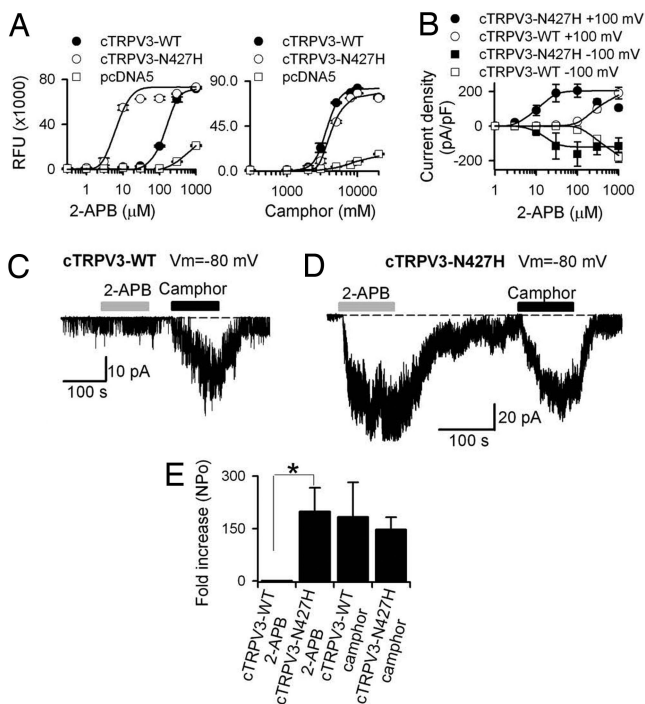 A
cTRPV3-WT
cTRPV3-N427H
pcDNA5
RFU (x1000)
80
40
0
1
10
100
1000
2-APB (μM)
cTRPV3-WT
cTRPV3-N427H
pcDNA5
90.0
45.0
0.0
1000
10000
Camphor (mM)
B
cTRPV3-N427H +100 mV
cTRPV3-WT +100 mV
cTRPV3-N427H -100 mV
cTRPV3-WT -100 mV
Current density
(pA/pF)
200
0
-200
1
10
100
1000
2-APB (μM)
C
cTRPV3-WT Vm=-80 mV
2-APB
Camphor
10 pA
100 s
D
cTRPV3-N427H Vm=-80 mV
2-APB
Camphor
20 pA
100 s
E
Fold increase (NPo)
300
150
0
*
cTRPV3-WT
2-APB
cTRPV3-N427H
2-APB
cTRPV3-WT
camphor
cTRPV3-N427H
camphor